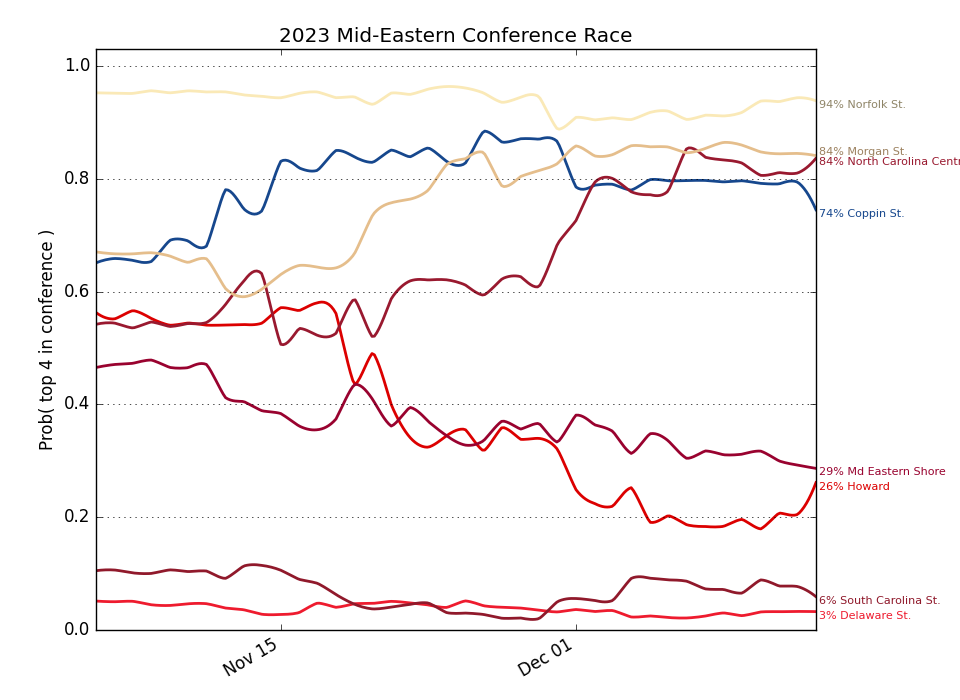 2023 Mid-Eastern Conference Race
Prob( top 4 in conference )
1.0
0.8
0.6
0.4
0.2
0.0
Nov 15
Dec 01
94% Norfolk St.
84% Morgan St.
84% North Carolina Centr
74% Coppin St.
29% Md Eastern Shore
26% Howard
6% South Carolina St.
3% Delaware St.